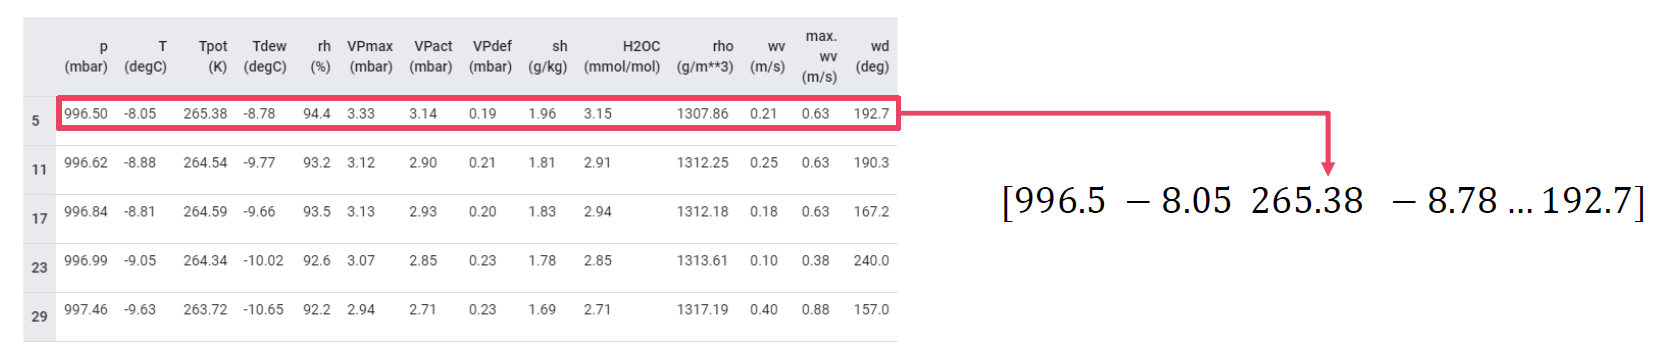 p (mbar) T (degC) Tpot (K) Tdew (degC) rh (%) VPmax (mbar) VPact (mbar) VPdef (mbar) sh (g/kg) H2OC (mmol/mol) rho (g/m**3) wv (m/s) max. wv (m/s) wd (deg)
5 996.50 -8.05 265.38 -8.78 94.4 3.33 3.14 0.19 1.96 3.15 1307.86 0.21 0.63 192.7
11 996.62 -8.88 264.54 -9.77 93.2 3.12 2.90 0.21 1.81 2.91 1312.25 0.25 0.63 190.3
17 996.84 -8.81 264.59 -9.66 93.5 3.13 2.93 0.20 1.83 2.94 1312.18 0.18 0.63 167.2
23 996.99 -9.05 264.34 -10.02 92.6 3.07 2.85 0.23 1.78 2.85 1313.61 0.10 0.38 240.0
29 997.46 -9.63 263.72 -10.65 92.2 2.94 2.71 0.23 1.69 2.71 1317.19 0.40 0.88 157.0
[996.5 − 8.05 265.38 − 8.78 … 192.7]